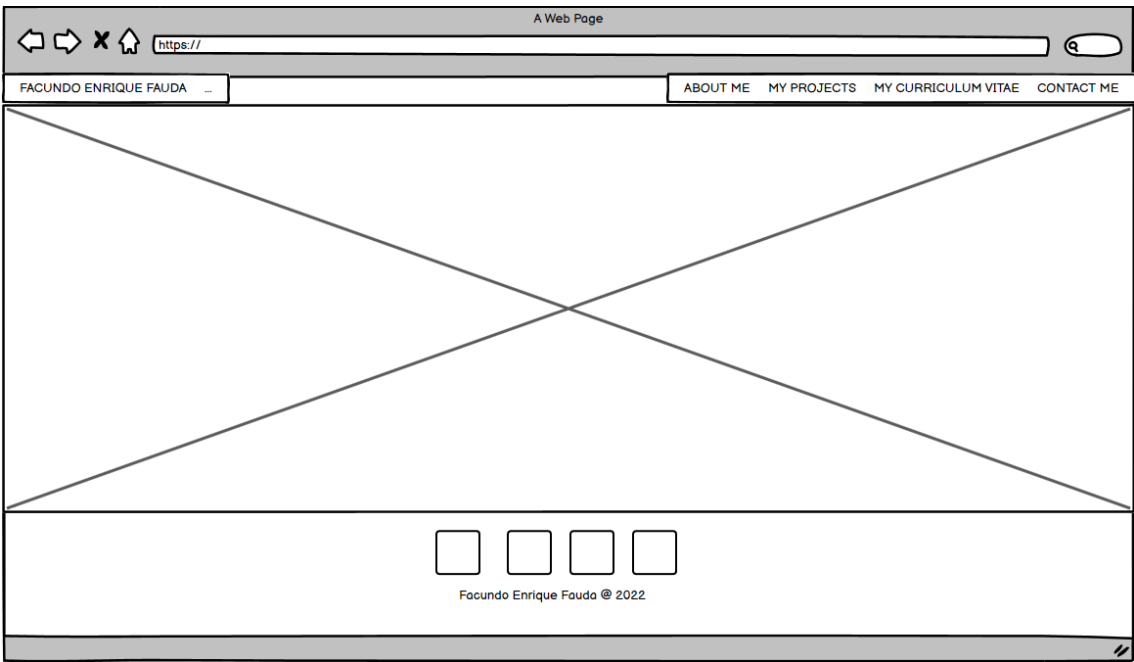 A Web Page
https://
FACUNDO ENRIQUE FAUDA ...
ABOUT ME MY PROJECTS MY CURRICULUM VITAE CONTACT ME
Facundo Enrique Fauda @ 2022